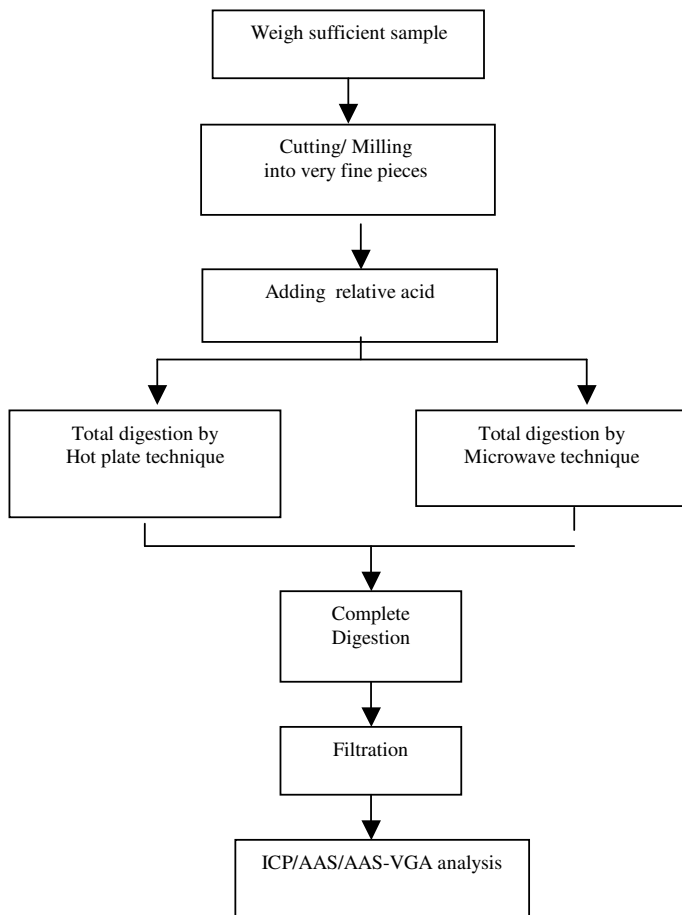 Weigh sufficient sample
Cutting/ Milling
into very fine pieces
Adding relative acid
Total digestion by
Hot plate technique
Total digestion by
Microwave technique
Complete
Digestion
Filtration
ICP/AAS/AAS-VGA analysis